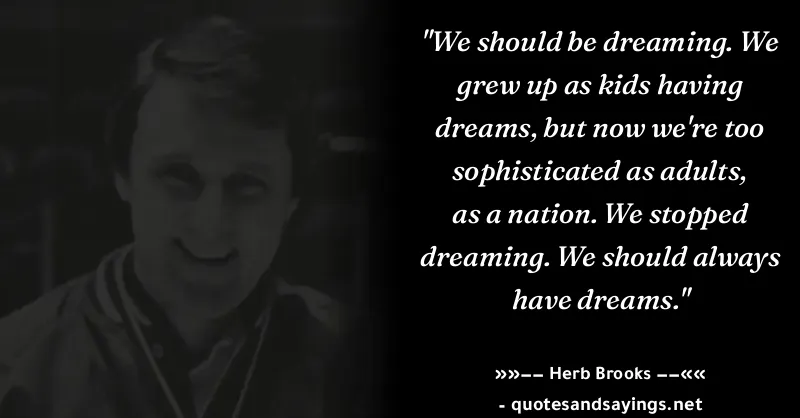 "We should be dreaming. We
grew up as kids having
dreams, but now we're too
sophisticated as adults,
as a nation. We stopped
dreaming. We should always
have dreams."
»»−− Herb Brooks −−««
- quotesandsayings.net